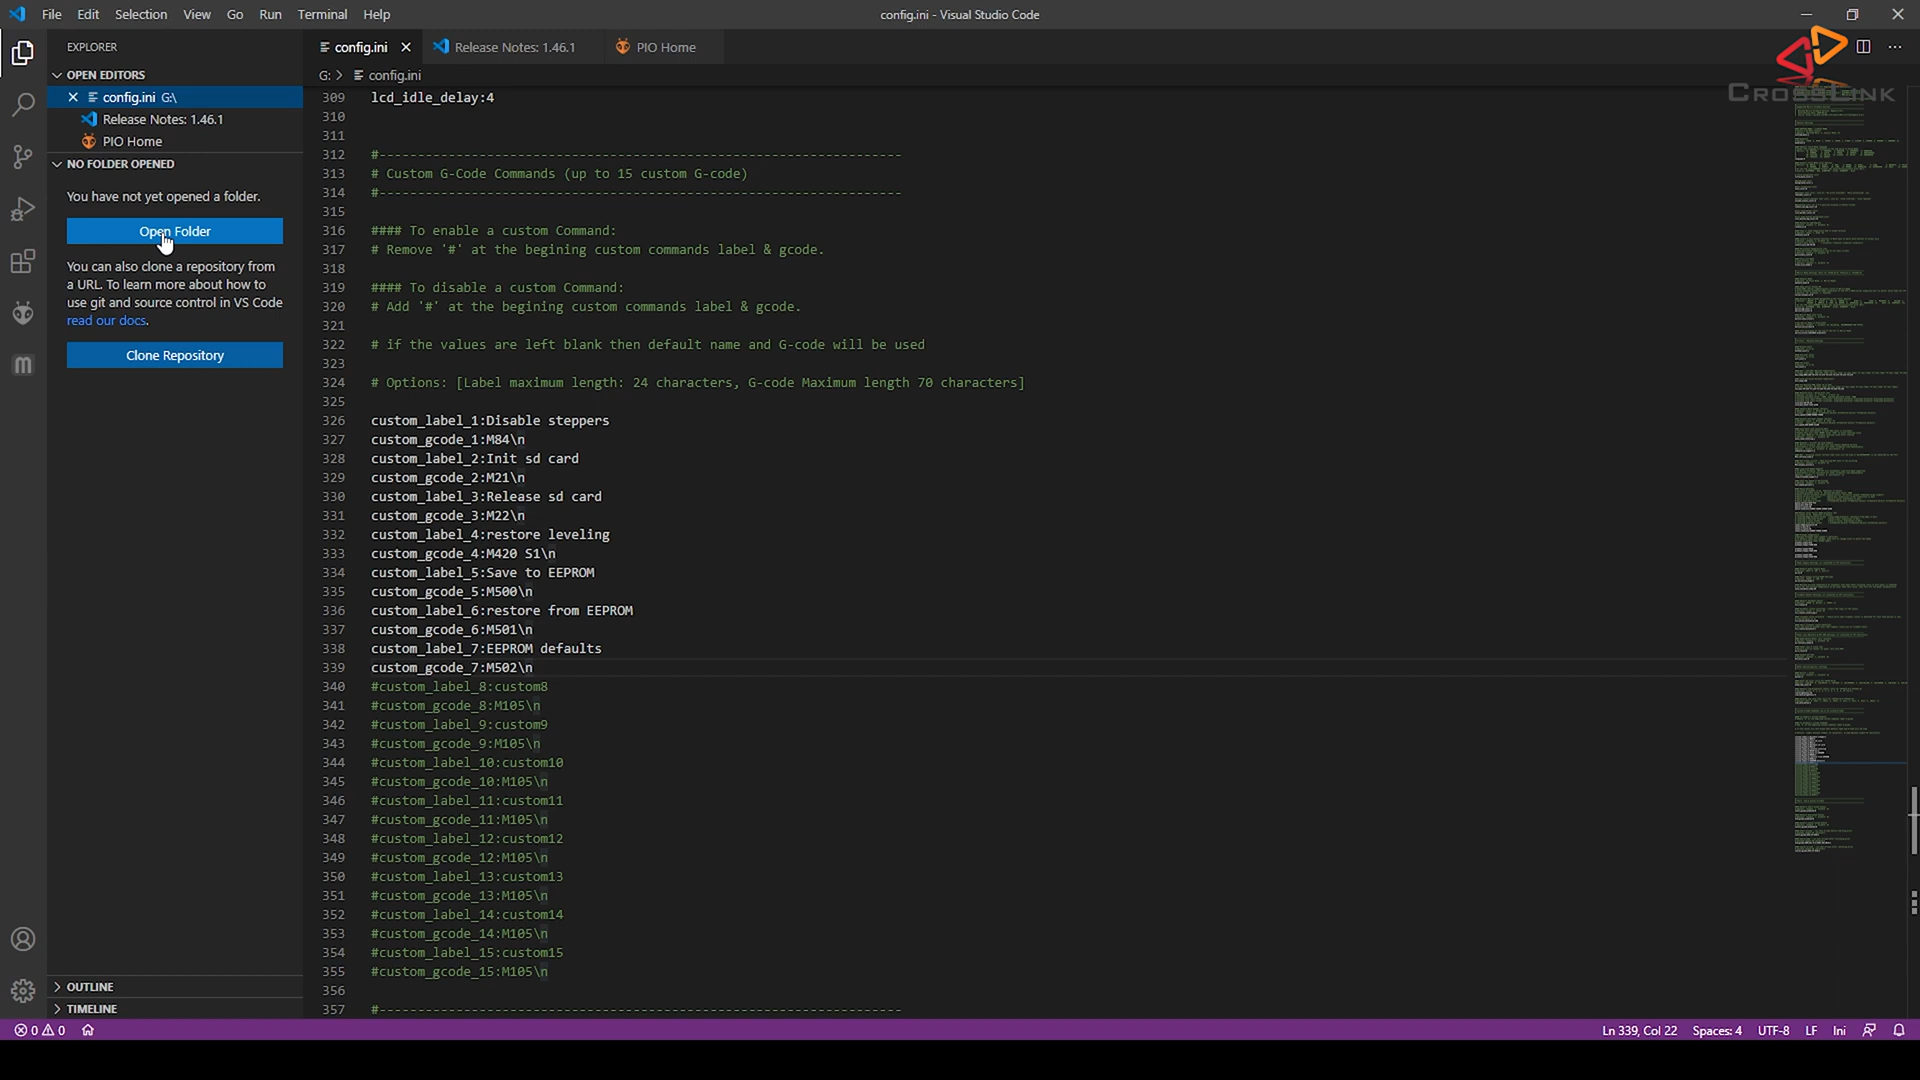 File Edit Selection View Go Run Terminal Help
config.ini - Visual Studio Code
EXPLORER
OPEN EDITORS
config.ini G:\
Release Notes: 1.46.1
PIO Home
NO FOLDER OPENED
You have not yet opened a folder.
Open Folder
You can also clone a repository from
a URL. To learn more about how to
use git and source control in VS Code
read our docs.
Clone Repository
OUTLINE
TIMELINE
config.ini
Release Notes: 1.46.1
PIO Home
CROSSLINK
G: > config.ini
309 lcd_idle_delay:4
310
311
312 #--------------------------------------------------------------------
313 # Custom G-Code Commands (up to 15 custom G-code)
314 #--------------------------------------------------------------------
315
316 #### To enable a custom Command:
317 # Remove '#' at the begining custom commands label & gcode.
318
319 #### To disable a custom Command:
320 # Add '#' at the begining custom commands label & gcode.
321
322 # if the values are left blank then default name and G-code will be used
323
324 # Options: [Label maximum length: 24 characters, G-code Maximum length 70 characters]
325
326 custom_label_1:Disable steppers
327 custom_gcode_1:M84\n
328 custom_label_2:Init sd card
329 custom_gcode_2:M21\n
330 custom_label_3:Release sd card
331 custom_gcode_3:M22\n
332 custom_label_4:restore leveling
333 custom_gcode_4:M420 S1\n
334 custom_label_5:Save to EEPROM
335 custom_gcode_5:M500\n
336 custom_label_6:restore from EEPROM
337 custom_gcode_6:M501\n
338 custom_label_7:EEPROM defaults
339 custom_gcode_7:M502\n
340 #custom_label_8:custom8
341 #custom_gcode_8:M105\n
342 #custom_label_9:custom9
343 #custom_gcode_9:M105\n
344 #custom_label_10:custom10
345 #custom_gcode_10:M105\n
346 #custom_label_11:custom11
347 #custom_gcode_11:M105\n
348 #custom_label_12:custom12
349 #custom_gcode_12:M105\n
350 #custom_label_13:custom13
351 #custom_gcode_13:M105\n
352 #custom_label_14:custom14
353 #custom_gcode_14:M105\n
354 #custom_label_15:custom15
355 #custom_gcode_15:M105\n
356
357 #--------------------------------------------------------------------
0 0
Ln 339, Col 22 Spaces: 4 UTF-8 LF Ini